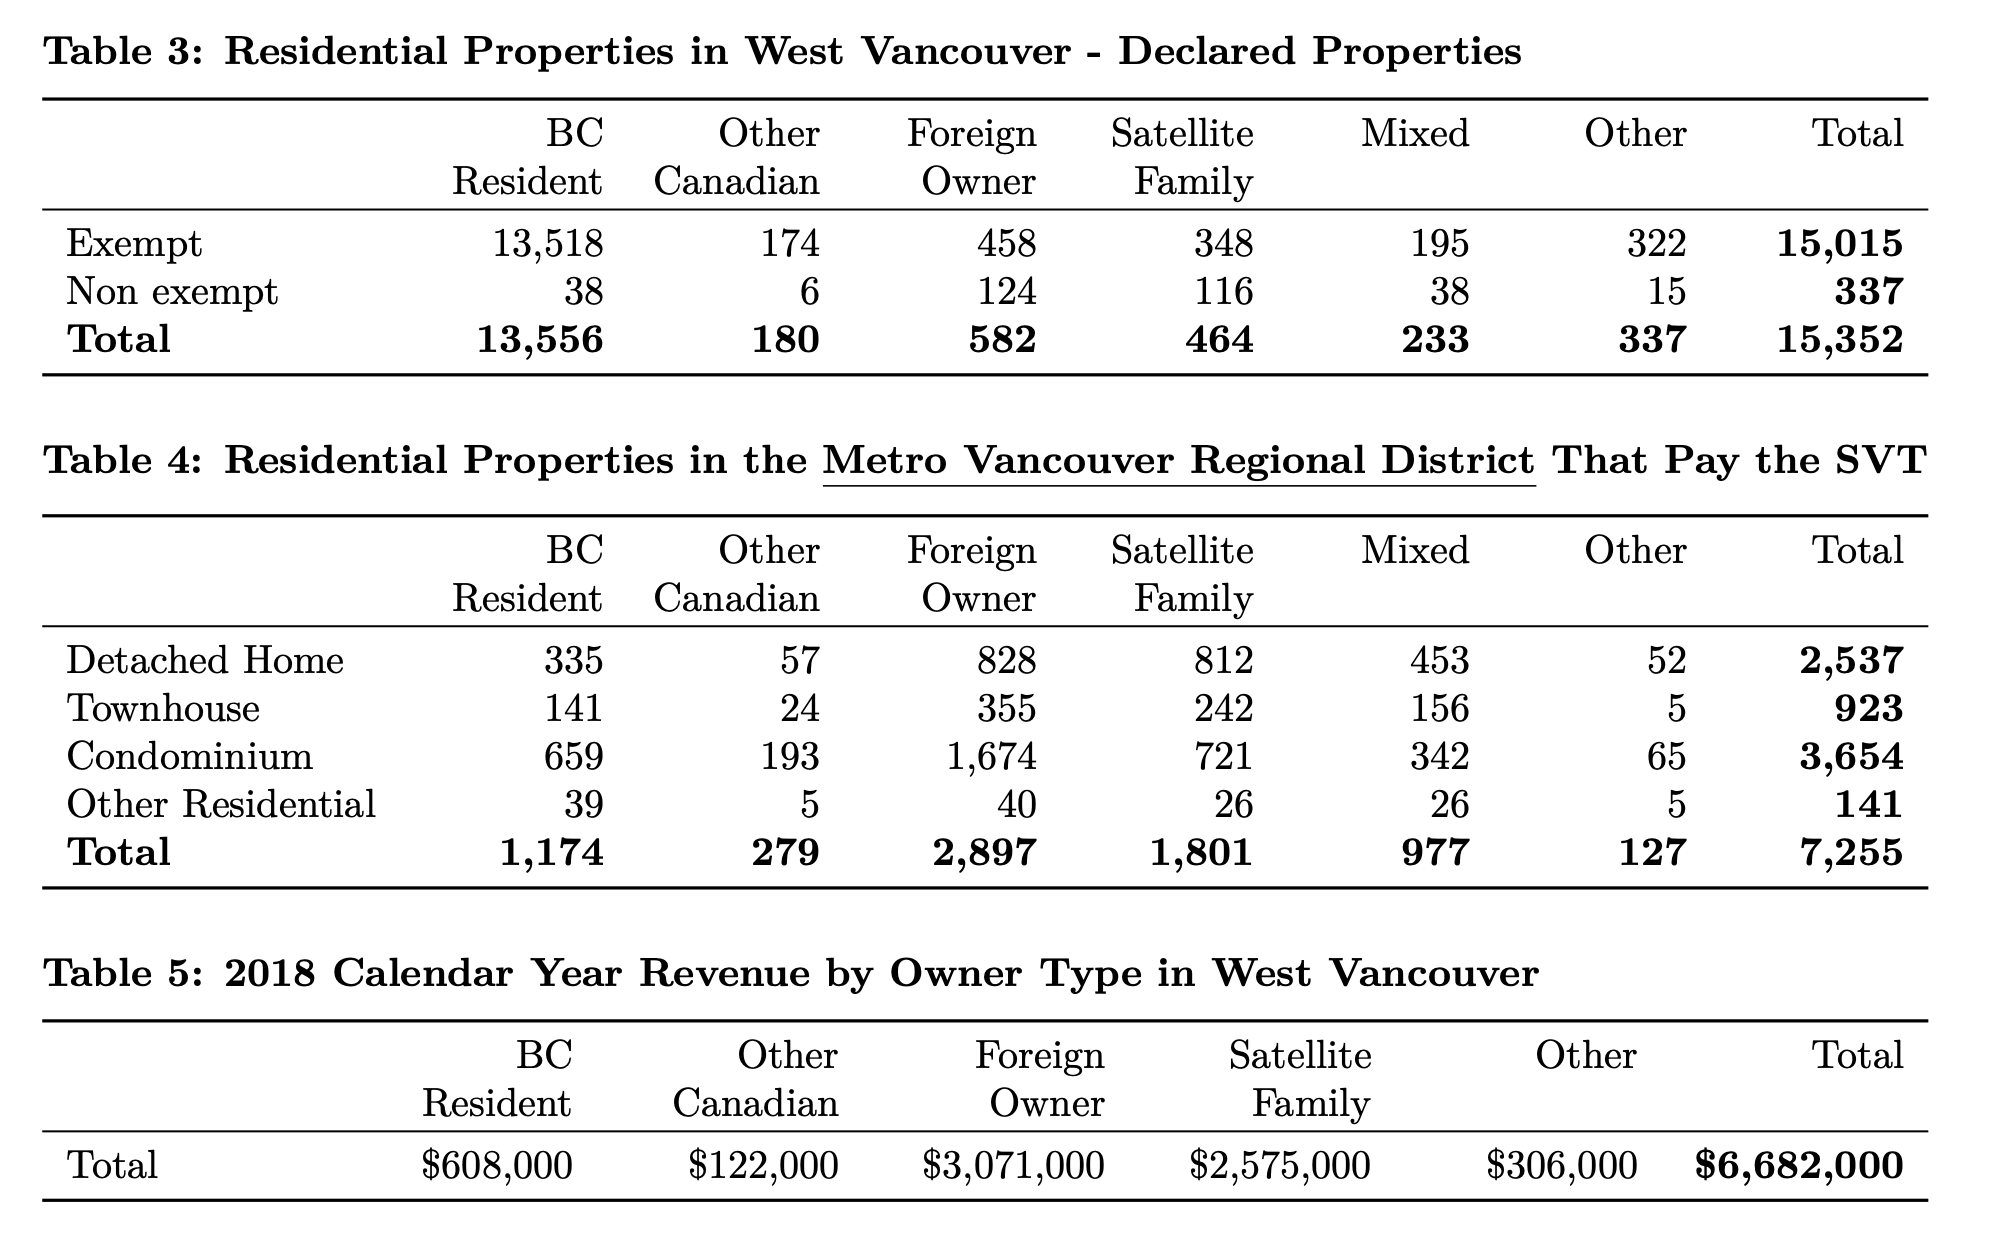 Table 3: Residential Properties in West Vancouver - Declared Properties
BC Other Foreign Satellite Mixed Other Total
Resident Canadian Owner Family
Exempt 13,518 174 458 348 195 322 15,015
Non exempt 38 6 124 116 38 15 337
Total 13,556 180 582 464 233 337 15,352
Table 4: Residential Properties in the Metro Vancouver Regional District That Pay the SVT
BC Other Foreign Satellite Mixed Other Total
Resident Canadian Owner Family
Detached Home 335 57 828 812 453 52 2,537
Townhouse 141 24 355 242 156 5 923
Condominium 659 193 1,674 721 342 65 3,654
Other Residential 39 5 40 26 26 5 141
Total 1,174 279 2,897 1,801 977 127 7,255
Table 5: 2018 Calendar Year Revenue by Owner Type in West Vancouver
BC Other Foreign Satellite Other Total
Resident Canadian Owner Family
Total $608,000 $122,000 $3,071,000 $2,575,000 $306,000 $6,682,000